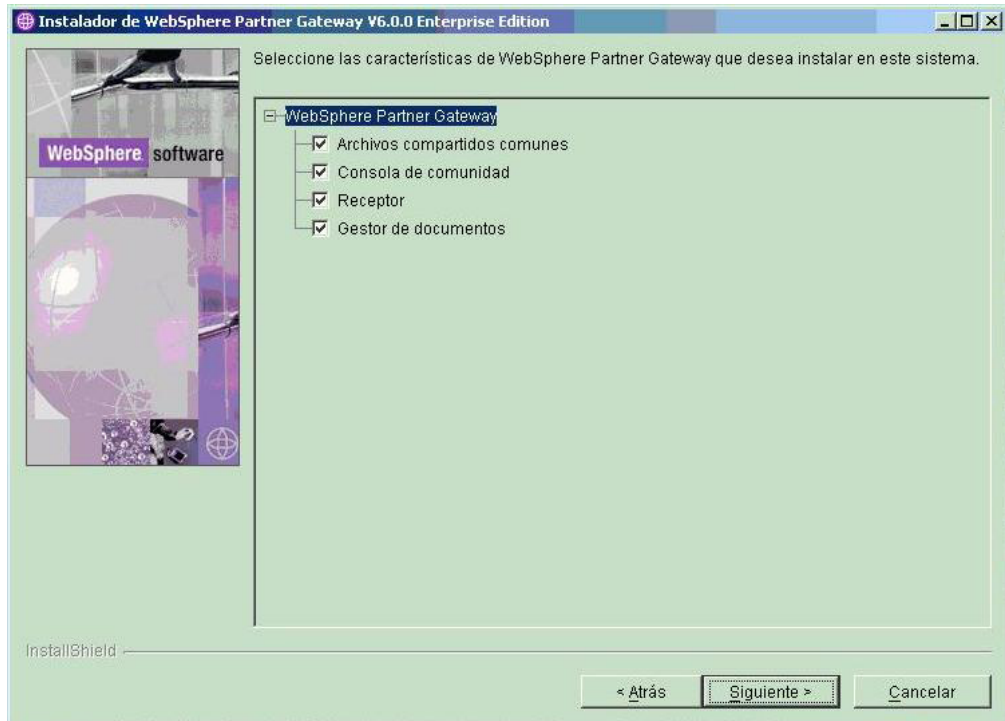 Instalador de WebSphere Partner Gateway V6.0.0 Enterprise Edition
Seleccione las características de WebSphere Partner Gateway que desea instalar en este sistema.
WebSphere software
WebSphere Partner Gateway
Archivos compartidos comunes
Consola de comunidad
Receptor
Gestor de documentos
InstallShield
< Atrás
Siguiente >
Cancelar